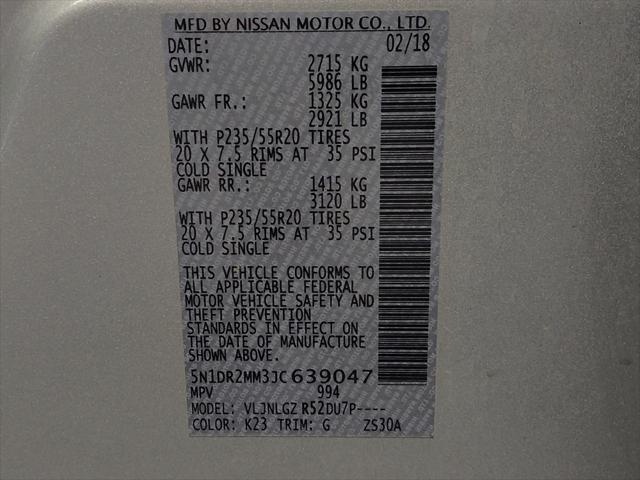 MFD BY NISSAN MOTOR CO., LTD.
DATE: 02/18
GVWR: 2715 KG
5986 LB
GAWR FR.: 1325 KG
2921 LB
WITH P235/55R20 TIRES
20 X 7.5 RIMS AT 35 PSI
COLD SINGLE
GAWR RR.: 1415 KG
3120 LB
WITH P235/55R20 TIRES
20 X 7.5 RIMS AT 35 PSI
COLD SINGLE
THIS VEHICLE CONFORMS TO
ALL APPLICABLE FEDERAL
MOTOR VEHICLE SAFETY AND
THEFT PREVENTION
STANDARDS IN EFFECT ON
THE DATE OF MANUFACTURE
SHOWN ABOVE.
5N1DR2MM3JC639047
MPV 994
MODEL: VLJNLGZ R52DU7P----
COLOR: K23 TRIM: G ZS30A